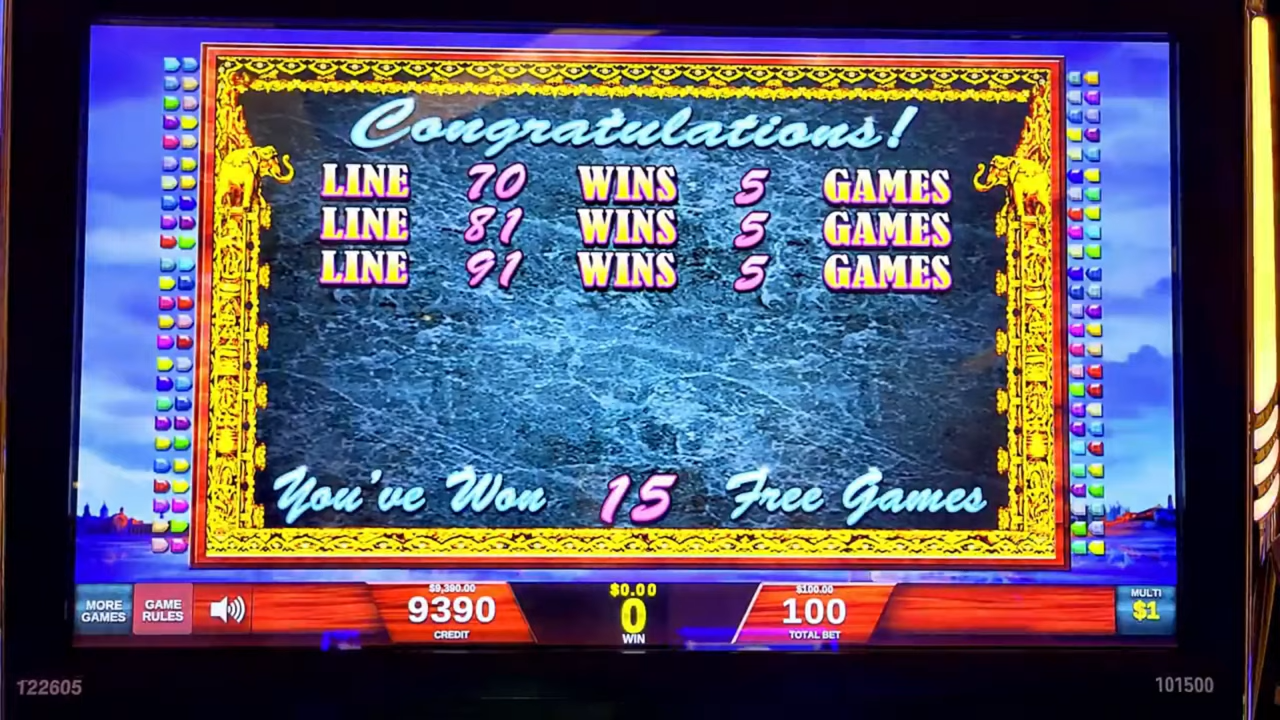 Congratulations!
LINE 70 WINS 5 GAMES
LINE 81 WINS 5 GAMES
LINE 91 WINS 5 GAMES
You've Won 15 Free Games
MORE GAMES
GAME RULES
$9,390.00
9390
CREDIT
$0.00
0
WIN
$100.00
100
TOTAL BET
MULTI
$1
122605
101500